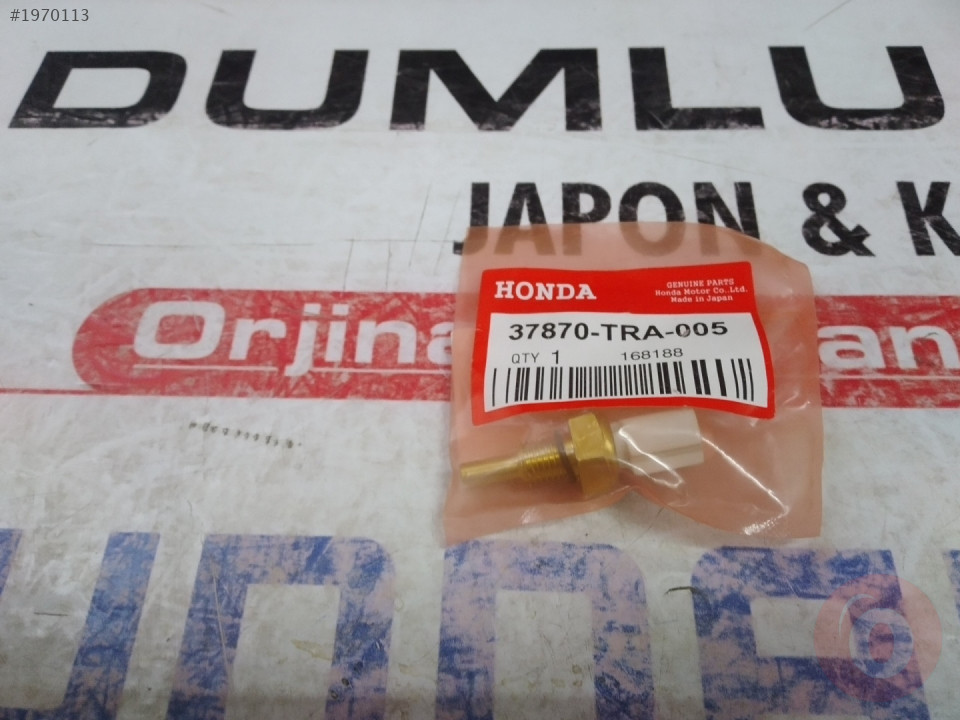 #1970113
DUMLU
JAPON & K
HONDA
GENUINE PARTS
Honda Motor Co.,Ltd.
Made in Japan
37870-TRA-005
QTY 1 168188
Orjina
an